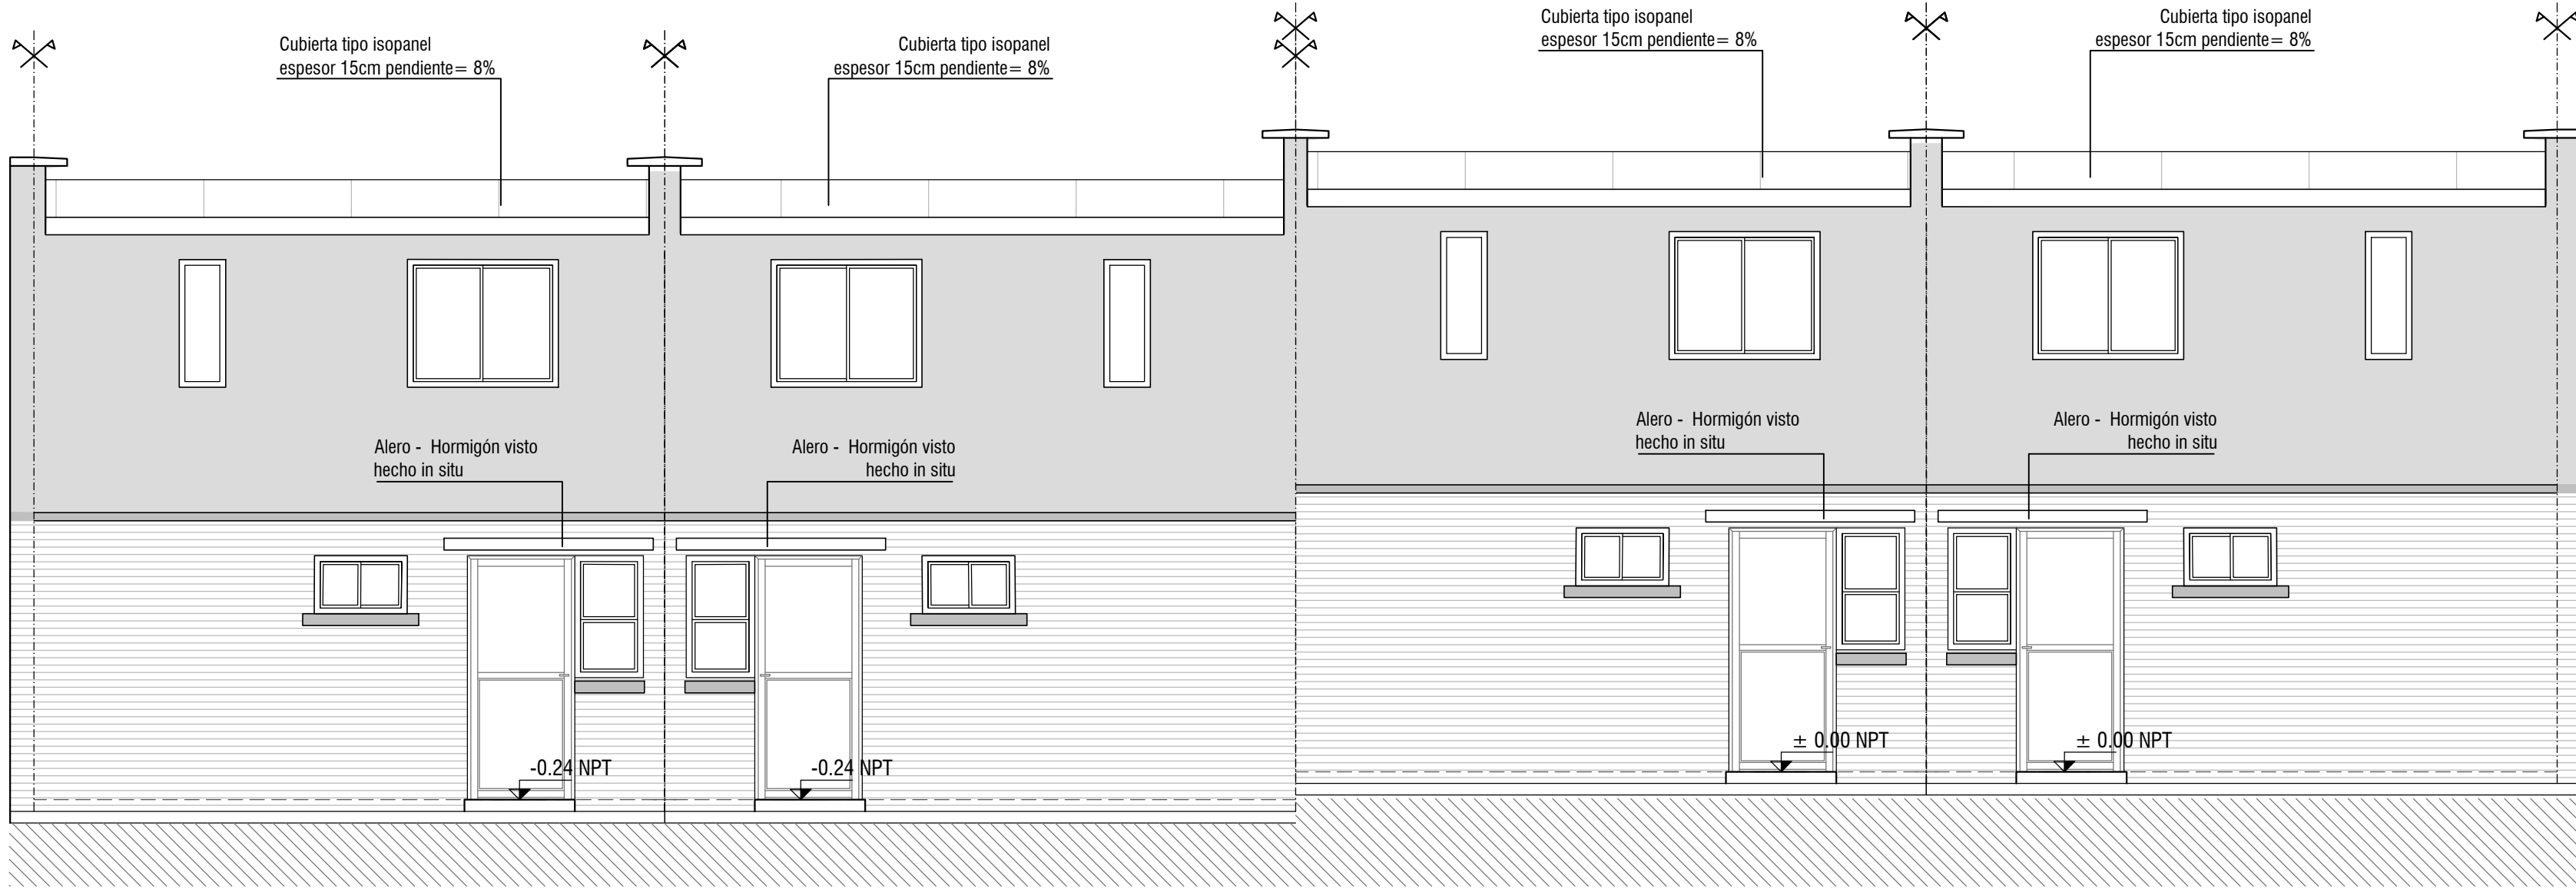 Cubierta tipo isopanel
espesor 15cm pendiente= 8%
Cubierta tipo isopanel
espesor 15cm pendiente= 8%
Cubierta tipo isopanel
espesor 15cm pendiente= 8%
Cubierta tipo isopanel
espesor 15cm pendiente= 8%
Alero - Hormigón visto
hecho in situ
Alero - Hormigón visto
hecho in situ
Alero - Hormigón visto
hecho in situ
Alero - Hormigón visto
hecho in situ
-0.24 NPT
-0.24 NPT
± 0.00 NPT
± 0.00 NPT